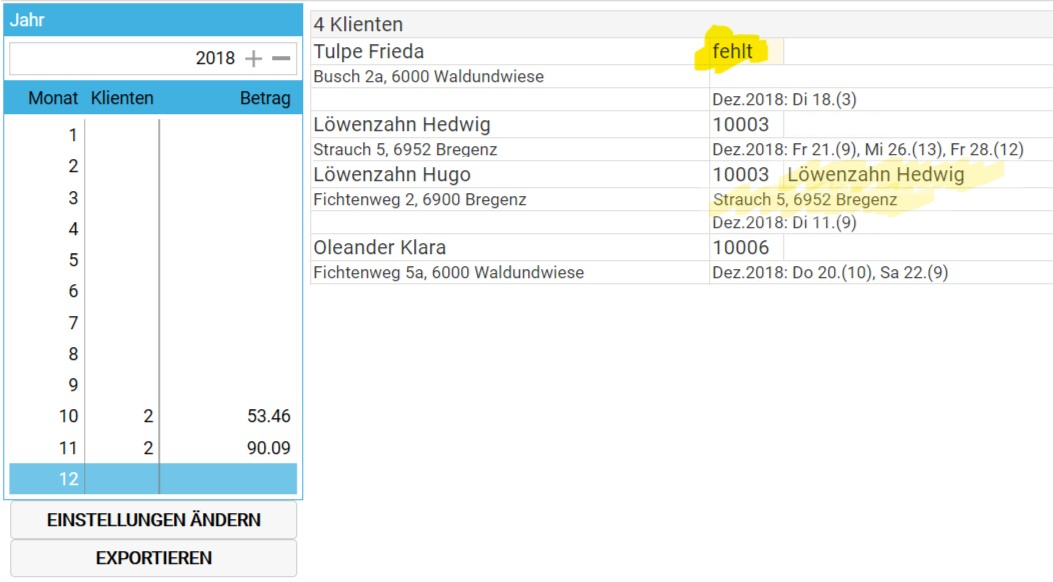 Jahr
2018 + −
Monat Klienten Betrag
1
2
3
4
5
6
7
8
9
10 2 53.46
11 2 90.09
12
EINSTELLUNGEN ÄNDERN
EXPORTIEREN
4 Klienten
Tulpe Frieda fehlt
Busch 2a, 6000 Waldundwiese
Dez.2018: Di 18.(3)
Löwenzahn Hedwig 10003
Strauch 5, 6952 Bregenz Dez.2018: Fr 21.(9), Mi 26.(13), Fr 28.(12)
Löwenzahn Hugo 10003 Löwenzahn Hedwig
Fichtenweg 2, 6900 Bregenz Strauch 5, 6952 Bregenz
Dez.2018: Di 11.(9)
Oleander Klara 10006
Fichtenweg 5a, 6000 Waldundwiese Dez.2018: Do 20.(10), Sa 22.(9)